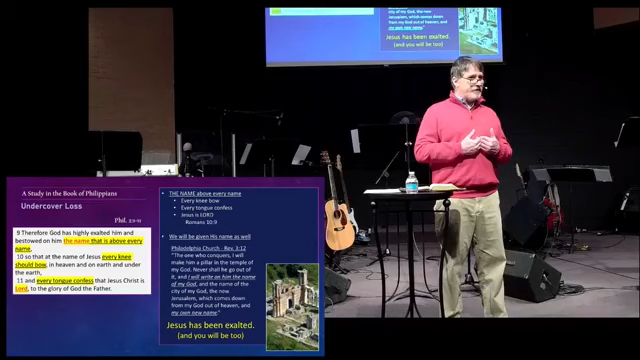 city of my God, the new
Jerusalem, which comes down
from my God out of heaven, and
my own new name."
Jesus has been exalted.
(and you will be too)
A Study in the Book of Philippians
Undercover Loss
Phil. 2:9-11
9 Therefore God has highly exalted him and
bestowed on him the name that is above every
name,
10 so that at the name of Jesus every knee
should bow, in heaven and on earth and under
the earth,
11 and every tongue confess that Jesus Christ is
Lord, to the glory of God the Father.
• THE NAME above every name
• Every knee bow
• Every tongue confess
• Jesus is LORD
Romans 10:9
• We will be given His name as well
Philadelphia Church - Rev. 3:12
"The one who conquers, I will
make him a pillar in the temple of
my God. Never shall he go out of
it, and I will write on him the name
of my God, and the name of the
city of my God, the new
Jerusalem, which comes down
from my God out of heaven, and
my own new name."
Jesus has been exalted.
(and you will be too)